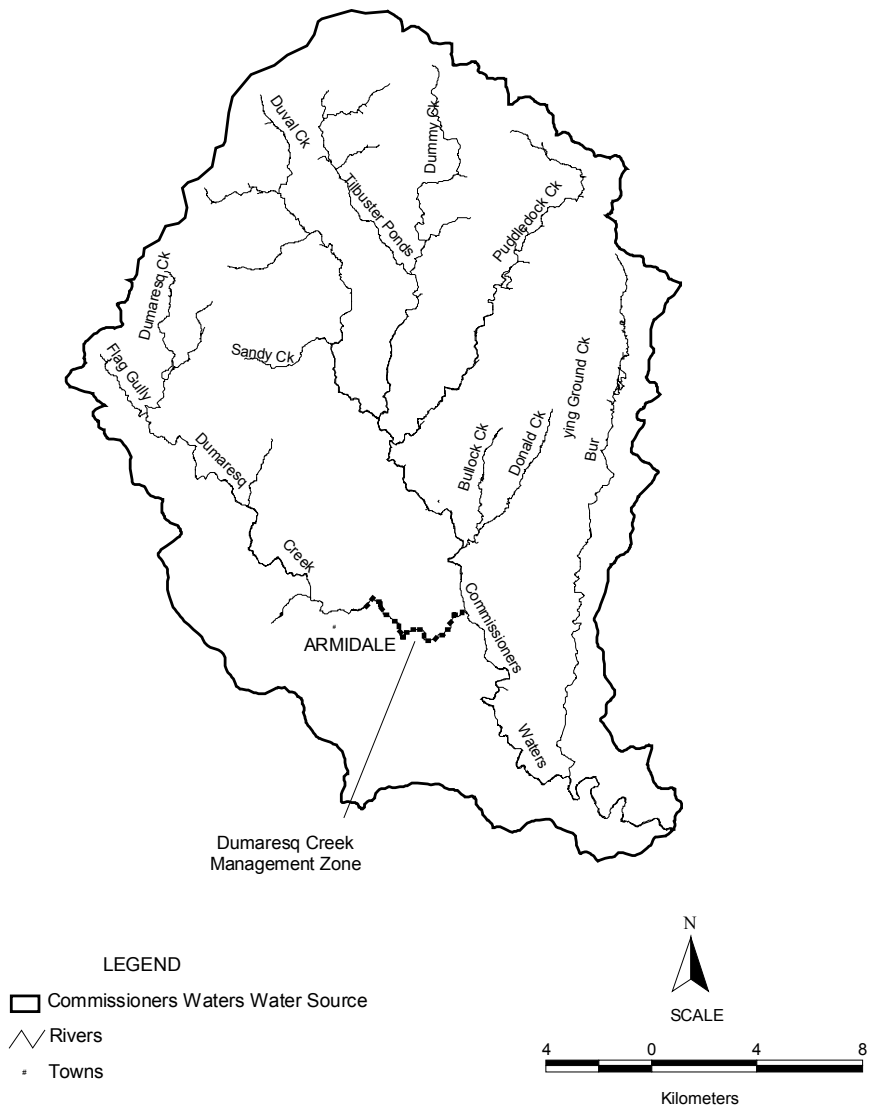 Duval Ck
Dummy Ck
Tilbuster Ponds
Puddledock Ck
Dumaresq Ck
Flag Gully
Sandy Ck
ying Ground Ck
Bur
Bullock Ck
Donald Ck
Dumaresq
Creek
Commissioners
Waters
ARMIDALE
Dumaresq Creek
Management Zone
LEGEND
Commissioners Waters Water Source
Rivers
Towns
N
SCALE
4 0 4 8
Kilometers